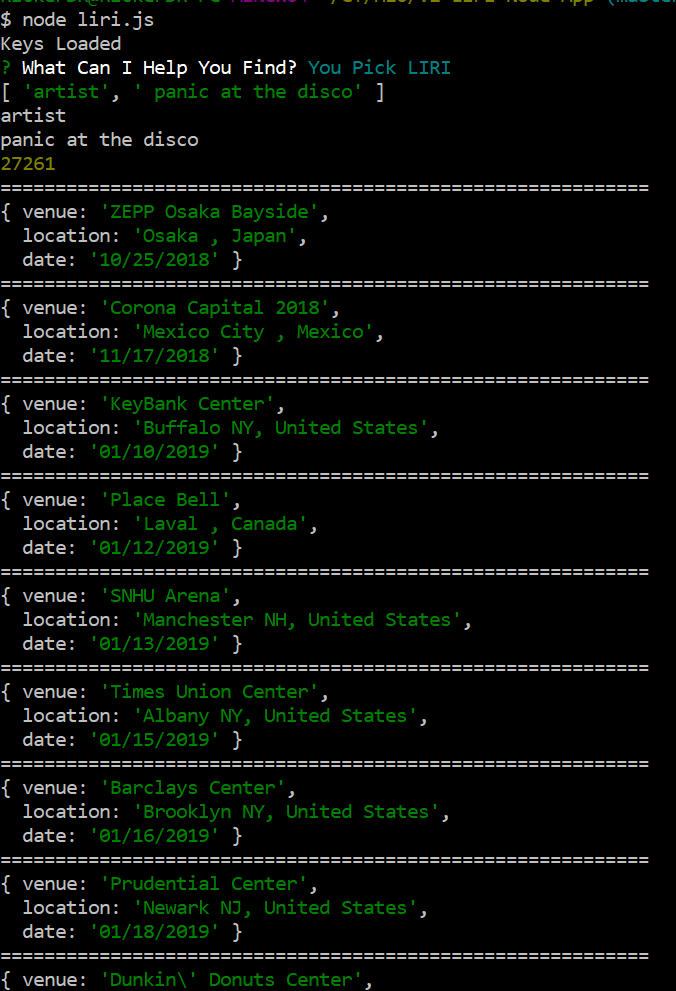 $ node liri.js
Keys Loaded
? What Can I Help You Find? You Pick LIRI
[ 'artist', ' panic at the disco' ]
artist
panic at the disco
27261
===========================================================
{ venue: 'ZEPP Osaka Bayside',
  location: 'Osaka , Japan',
  date: '10/25/2018' }
===========================================================
{ venue: 'Corona Capital 2018',
  location: 'Mexico City , Mexico',
  date: '11/17/2018' }
===========================================================
{ venue: 'KeyBank Center',
  location: 'Buffalo NY, United States',
  date: '01/10/2019' }
===========================================================
{ venue: 'Place Bell',
  location: 'Laval , Canada',
  date: '01/12/2019' }
===========================================================
{ venue: 'SNHU Arena',
  location: 'Manchester NH, United States',
  date: '01/13/2019' }
===========================================================
{ venue: 'Times Union Center',
  location: 'Albany NY, United States',
  date: '01/15/2019' }
===========================================================
{ venue: 'Barclays Center',
  location: 'Brooklyn NY, United States',
  date: '01/16/2019' }
===========================================================
{ venue: 'Prudential Center',
  location: 'Newark NJ, United States',
  date: '01/18/2019' }
===========================================================
{ venue: 'Dunkin\' Donuts Center',